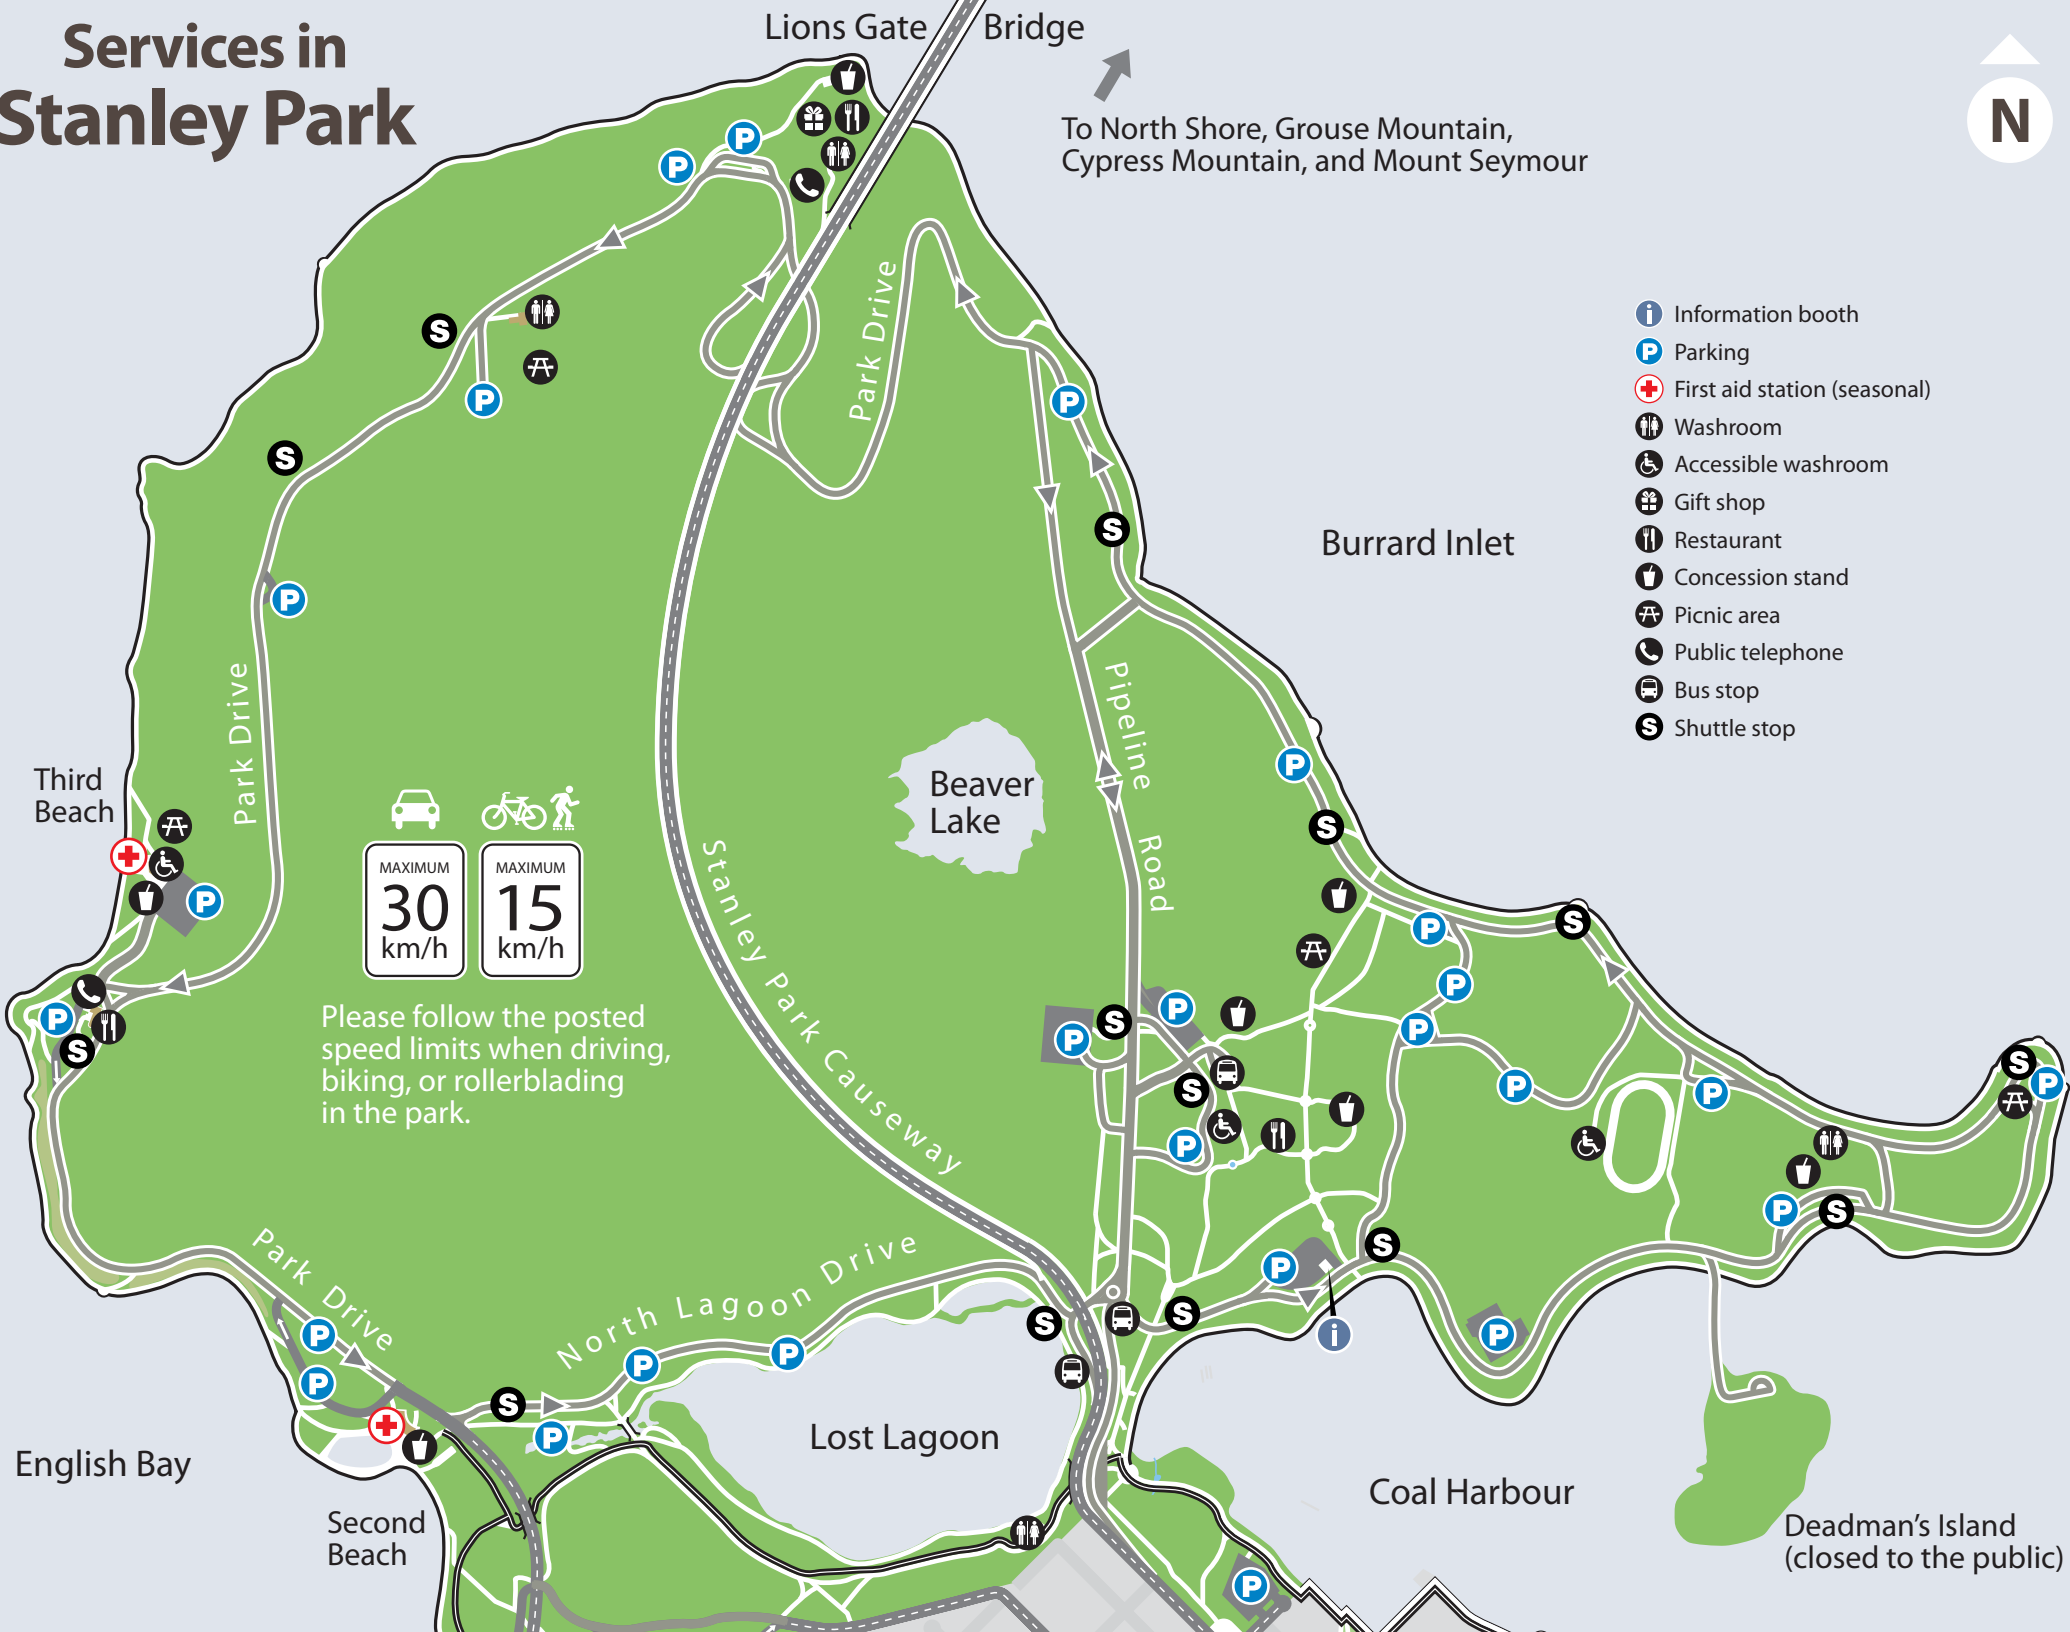 Services in
Stanley Park
Lions Gate Bridge
To North Shore, Grouse Mountain,
Cypress Mountain, and Mount Seymour
N
Information booth
Parking
First aid station (seasonal)
Washroom
Accessible washroom
Gift shop
Restaurant
Concession stand
Picnic area
Public telephone
Bus stop
Shuttle stop
Burrard Inlet
Park Drive
Park Drive
Pipeline Road
Third
Beach
Beaver
Lake
MAXIMUM
30
km/h
MAXIMUM
15
km/h
Please follow the posted
speed limits when driving,
biking, or rollerblading
in the park.
Stanley Park Causeway
Park Drive
North Lagoon Drive
Lost Lagoon
English Bay
Second
Beach
Coal Harbour
Deadman's Island
(closed to the public)